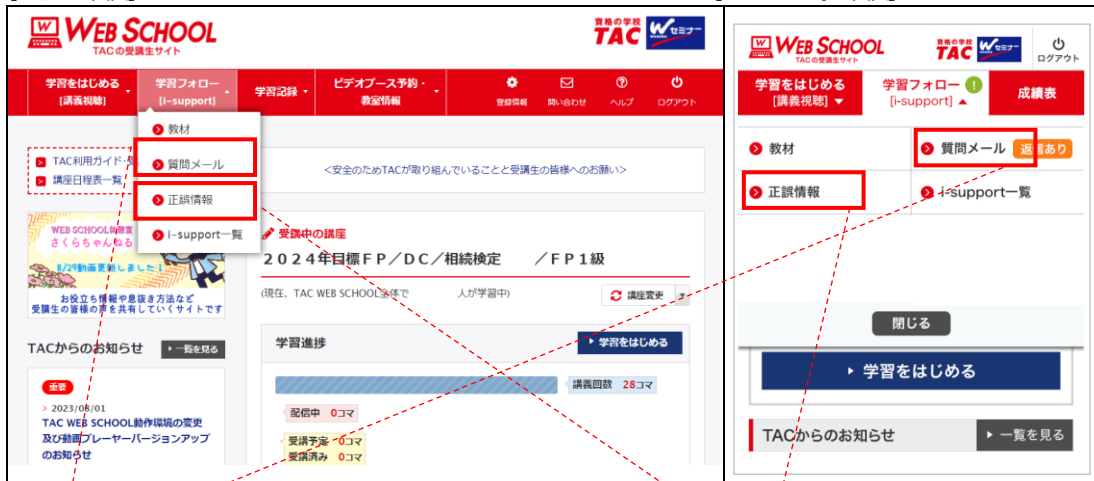 WEB SCHOOL
TACの受講生サイト
資格の学校
TAC
Wセミナー
学習をはじめる
[講義視聴]
学習フォロー
[i-support]
学習記録
ビデオブース予約・
教室情報
登録情報
問い合わせ
ヘルプ
ログアウト
教材
質問メール
正誤情報
i-support一覧
TAC利用ガイド・
講座日程表一覧
<安全のためTACが取り組んでいることと受講生の皆様へのお願い>
WEB SCHOOL
さくらちゃんねる
8/29動画更新しました!
お役立ち情報や息抜き方法など
受講生の皆様の声を共有していくサイトです
受講中の講座
2024年目標FP/DC/相続検定 /FP1級
(現在、TAC WEB SCHOOL全体で 人が学習中)
講座変更
TACからのお知らせ
一覧を見る
学習進捗
学習をはじめる
講義回数 28コマ
配信中 0コマ
受講予定 0コマ
受講済み 0コマ
重要
> 2023/08/01
TAC WEB SCHOOL動作環境の変更
及び動画プレーヤーバージョンアップ
のお知らせ
WEB SCHOOL
TACの受講生サイト
資格の学校
TAC
Wセミナー
ログアウト
学習をはじめる
[講義視聴] ▼
学習フォロー
[i-support] ▲
成績表
教材
質問メール
返信あり
正誤情報
i-support一覧
閉じる
学習をはじめる
TACからのお知らせ
一覧を見る